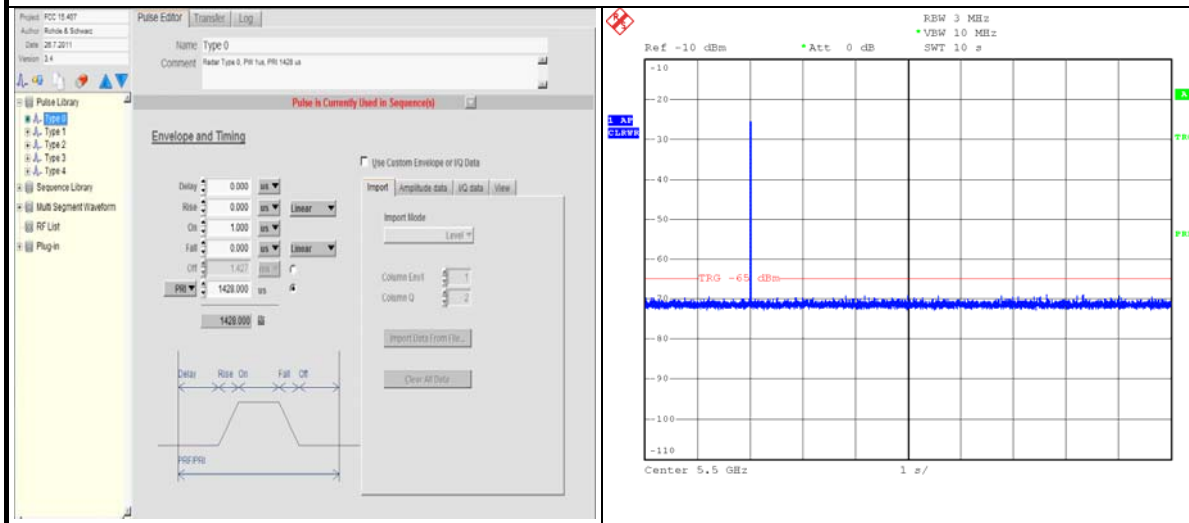 Project FCC 15.407
Author Rohde & Schwarz
Date 26.7.2011
Version 3.4
Pulse Library
Type 0
Type 1
Type 2
Type 3
Type 4
Sequence Library
Multi Segment Waveform
RF List
Plug-in
Pulse Editor Transfer Log
Name Type 0
Comment Radar Type 0, PW 1us, PRI 1428 us
Pulse is Currently Used in Sequence(s)
Envelope and Timing
Use Custom Envelope or I/Q Data
Delay 0.000 us
Rise 0.000 us Linear
On 1.000 us
Fall 0.000 us Linear
Off 1.427 ms
PRI 1428.000 us
1428.000
Import Amplitude data I/Q data View
Import Mode
Level
Column Env/I 1
Column Q 2
Import Data From File...
Clear All Data
Delay Rise On Fall Off
PRF/PRI
RBW 3 MHz
*VBW 10 MHz
Ref -10 dBm *Att 0 dB SWT 10 s
-10
-20
-30
-40
-50
-60
TRG -65 dBm
-70
-80
-90
-100
-110
1 AP
CLRWR
A
Center 5.5 GHz 1 s/